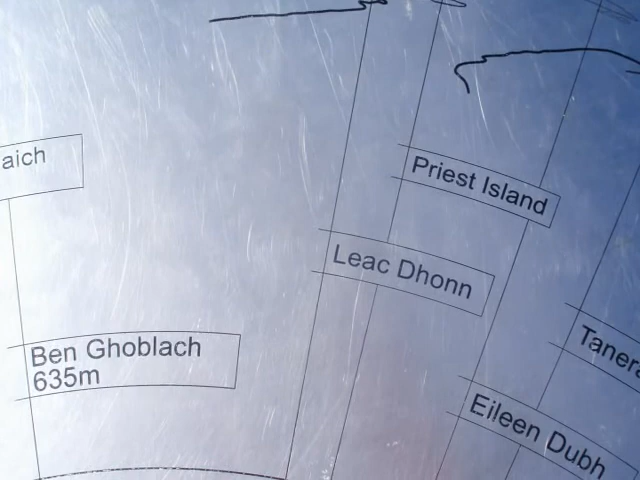 aich
Priest Island
Leac Dhonn
Ben Ghoblach
635m
Tanera
Eileen Dubh